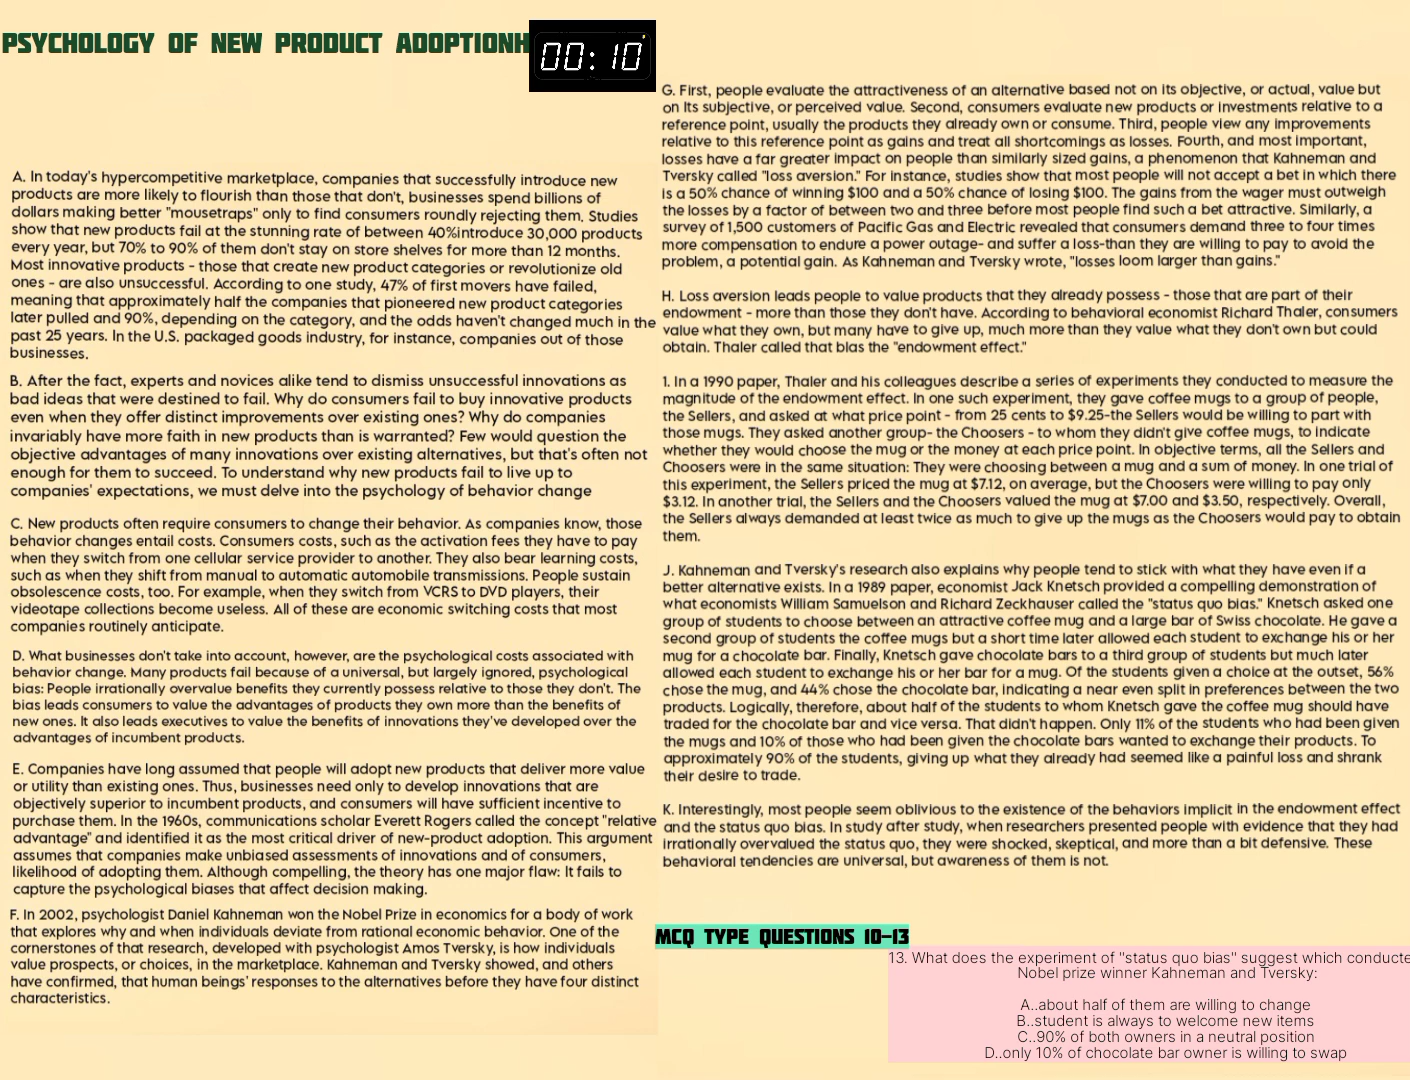 PSYCHOLOGY OF NEW PRODUCT ADOPTIONH
00:10
A. In today's hypercompetitive marketplace, companies that successfully introduce new
products are more likely to flourish than those that don't, businesses spend billions of
dollars making better "mousetraps" only to find consumers roundly rejecting them. Studies
show that new products fail at the stunning rate of between 40%introduce 30,000 products
every year, but 70% to 90% of them don't stay on store shelves for more than 12 months.
Most innovative products - those that create new product categories or revolutionize old
ones - are also unsuccessful. According to one study, 47% of first movers have failed,
meaning that approximately half the companies that pioneered new product categories
later pulled and 90%, depending on the category, and the odds haven't changed much in the
past 25 years. In the U.S. packaged goods industry, for instance, companies out of those
businesses.
B. After the fact, experts and novices alike tend to dismiss unsuccessful innovations as
bad ideas that were destined to fail. Why do consumers fail to buy innovative products
even when they offer distinct improvements over existing ones? Why do companies
invariably have more faith in new products than is warranted? Few would question the
objective advantages of many innovations over existing alternatives, but that's often not
enough for them to succeed. To understand why new products fail to live up to
companies' expectations, we must delve into the psychology of behavior change
C. New products often require consumers to change their behavior. As companies know, those
behavior changes entail costs. Consumers costs, such as the activation fees they have to pay
when they switch from one cellular service provider to another. They also bear learning costs,
such as when they shift from manual to automatic automobile transmissions. People sustain
obsolescence costs, too. For example, when they switch from VCRS to DVD players, their
videotape collections become useless. All of these are economic switching costs that most
companies routinely anticipate.
D. What businesses don't take into account, however, are the psychological costs associated with
behavior change. Many products fail because of a universal, but largely ignored, psychological
bias: People irrationally overvalue benefits they currently possess relative to those they don't. The
bias leads consumers to value the advantages of products they own more than the benefits of
new ones. It also leads executives to value the benefits of innovations they've developed over the
advantages of incumbent products.
E. Companies have long assumed that people will adopt new products that deliver more value
or utility than existing ones. Thus, businesses need only to develop innovations that are
objectively superior to incumbent products, and consumers will have sufficient incentive to
purchase them. In the 1960s, communications scholar Everett Rogers called the concept "relative
advantage" and identified it as the most critical driver of new-product adoption. This argument
assumes that companies make unbiased assessments of innovations and of consumers,
likelihood of adopting them. Although compelling, the theory has one major flaw: It fails to
capture the psychological biases that affect decision making.
F. In 2002, psychologist Daniel Kahneman won the Nobel Prize in economics for a body of work
that explores why and when individuals deviate from rational economic behavior. One of the
cornerstones of that research, developed with psychologist Amos Tversky, is how individuals
value prospects, or choices, in the marketplace. Kahneman and Tversky showed, and others
have confirmed, that human beings' responses to the alternatives before they have four distinct
characteristics.
G. First, people evaluate the attractiveness of an alternative based not on its objective, or actual, value but
on Its subjective, or perceived value. Second, consumers evaluate new products or investments relative to a
reference point, usually the products they already own or consume. Third, people view any improvements
relative to this reference point as gains and treat all shortcomings as losses. Fourth, and most important,
losses have a far greater impact on people than similarly sized gains, a phenomenon that Kahneman and
Tversky called "loss aversion." For instance, studies show that most people will not accept a bet in which there
is a 50% chance of winning $100 and a 50% chance of losing $100. The gains from the wager must outweigh
the losses by a factor of between two and three before most people find such a bet attractive. Similarly, a
survey of 1,500 customers of Pacific Gas and Electric revealed that consumers demand three to four times
more compensation to endure a power outage- and suffer a loss-than they are willing to pay to avoid the
problem, a potential gain. As Kahneman and Tversky wrote, "losses loom larger than gains."
H. Loss aversion leads people to value products that they already possess - those that are part of their
endowment - more than those they don't have. According to behavioral economist Richard Thaler, consumers
value what they own, but many have to give up, much more than they value what they don't own but could
obtain. Thaler called that bias the "endowment effect."
1. In a 1990 paper, Thaler and his colleagues describe a series of experiments they conducted to measure the
magnitude of the endowment effect. In one such experiment, they gave coffee mugs to a group of people,
the Sellers, and asked at what price point - from 25 cents to $9.25-the Sellers would be willing to part with
those mugs. They asked another group- the Choosers - to whom they didn't give coffee mugs, to indicate
whether they would choose the mug or the money at each price point. In objective terms, all the Sellers and
Choosers were in the same situation: They were choosing between a mug and a sum of money. In one trial of
this experiment, the Sellers priced the mug at $7.12, on average, but the Choosers were willing to pay only
$3.12. In another trial, the Sellers and the Choosers valued the mug at $7.00 and $3.50, respectively. Overall,
the Sellers always demanded at least twice as much to give up the mugs as the Choosers would pay to obtain
them.
J. Kahneman and Tversky's research also explains why people tend to stick with what they have even if a
better alternative exists. In a 1989 paper, economist Jack Knetsch provided a compelling demonstration of
what economists William Samuelson and Richard Zeckhauser called the "status quo bias." Knetsch asked one
group of students to choose between an attractive coffee mug and a large bar of Swiss chocolate. He gave a
second group of students the coffee mugs but a short time later allowed each student to exchange his or her
mug for a chocolate bar. Finally, Knetsch gave chocolate bars to a third group of students but much later
allowed each student to exchange his or her bar for a mug. Of the students given a choice at the outset, 56%
chose the mug, and 44% chose the chocolate bar, indicating a near even split in preferences between the two
products. Logically, therefore, about half of the students to whom Knetsch gave the coffee mug should have
traded for the chocolate bar and vice versa. That didn't happen. Only 11% of the students who had been given
the mugs and 10% of those who had been given the chocolate bars wanted to exchange their products. To
approximately 90% of the students, giving up what they already had seemed like a painful loss and shrank
their desire to trade.
K. Interestingly, most people seem oblivious to the existence of the behaviors implicit in the endowment effect
and the status quo bias. In study after study, when researchers presented people with evidence that they had
irrationally overvalued the status quo, they were shocked, skeptical, and more than a bit defensive. These
behavioral tendencies are universal, but awareness of them is not.
MCQ TYPE QUESTIONS 10-13
13. What does the experiment of "status quo bias" suggest which conducte
Nobel prize winner Kahneman and Tversky:
A..about half of them are willing to change
B..student is always to welcome new items
C..90% of both owners in a neutral position
D..only 10% of chocolate bar owner is willing to swap